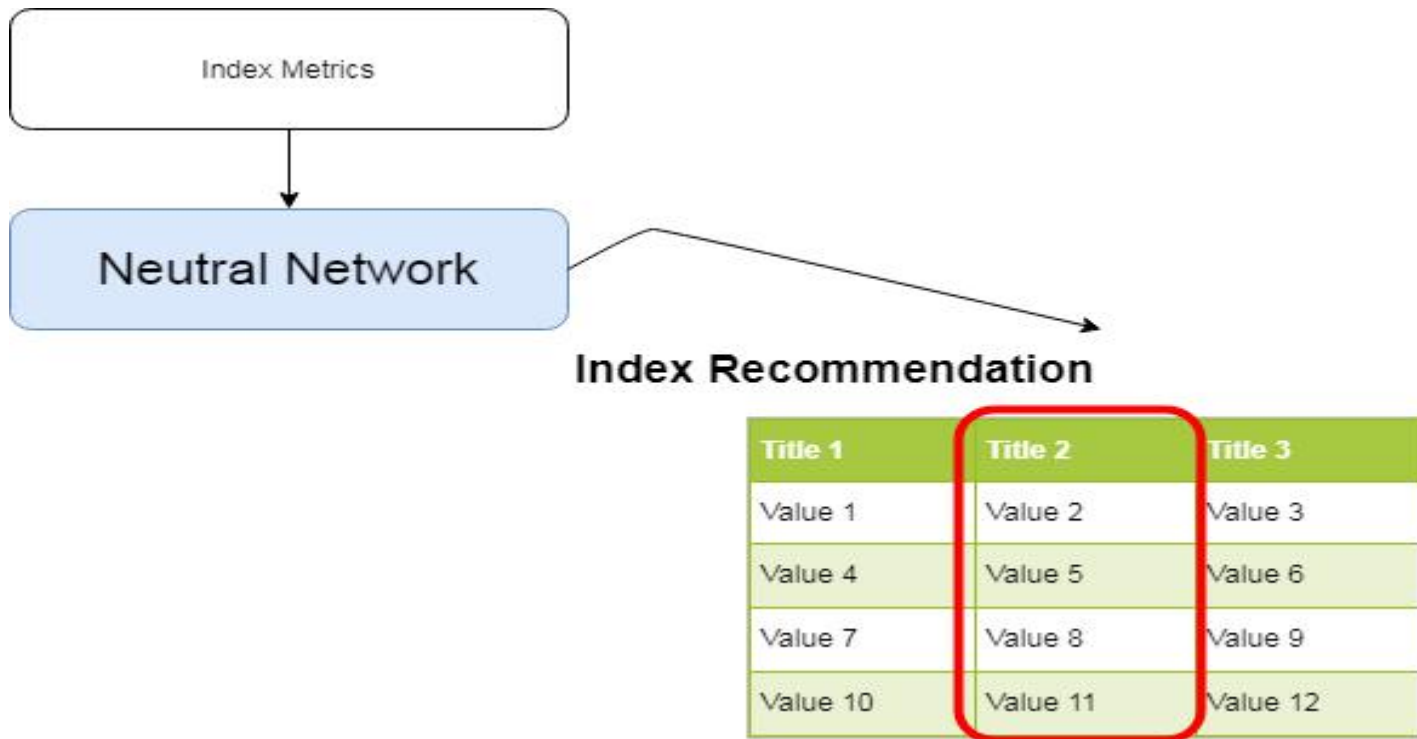 Index Metrics
Neutral Network
Index Recommendation
Title 1 Title 2 Title 3
Value 1 Value 2 Value 3
Value 4 Value 5 Value 6
Value 7 Value 8 Value 9
Value 10 Value 11 Value 12